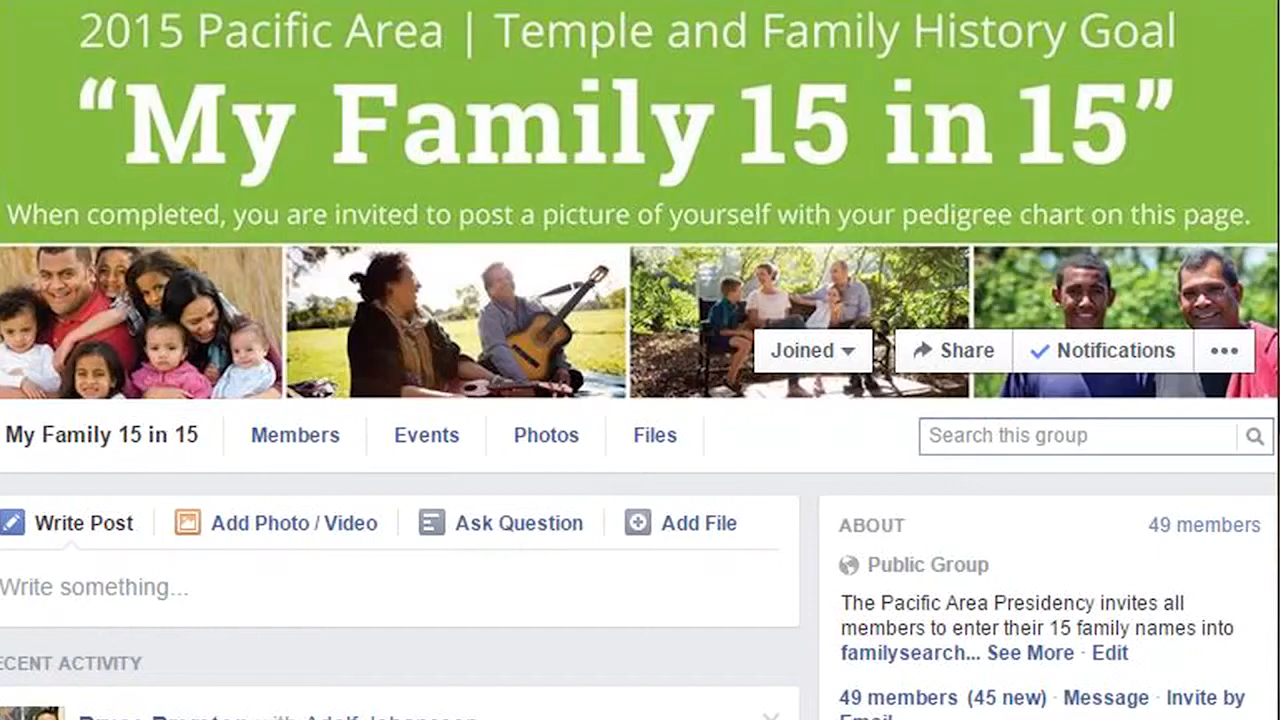 2015 Pacific Area | Temple and Family History Goal
“My Family 15 in 15”
When completed, you are invited to post a picture of yourself with your pedigree chart on this page.
Joined Share Notifications
My Family 15 in 15 Members Events Photos Files Search this group
Write Post Add Photo / Video Ask Question Add File
Write something...
ABOUT 49 members
Public Group
The Pacific Area Presidency invites all
members to enter their 15 family names into
familysearch... See More · Edit
ECENT ACTIVITY
49 members (45 new) · Message · Invite by
Email